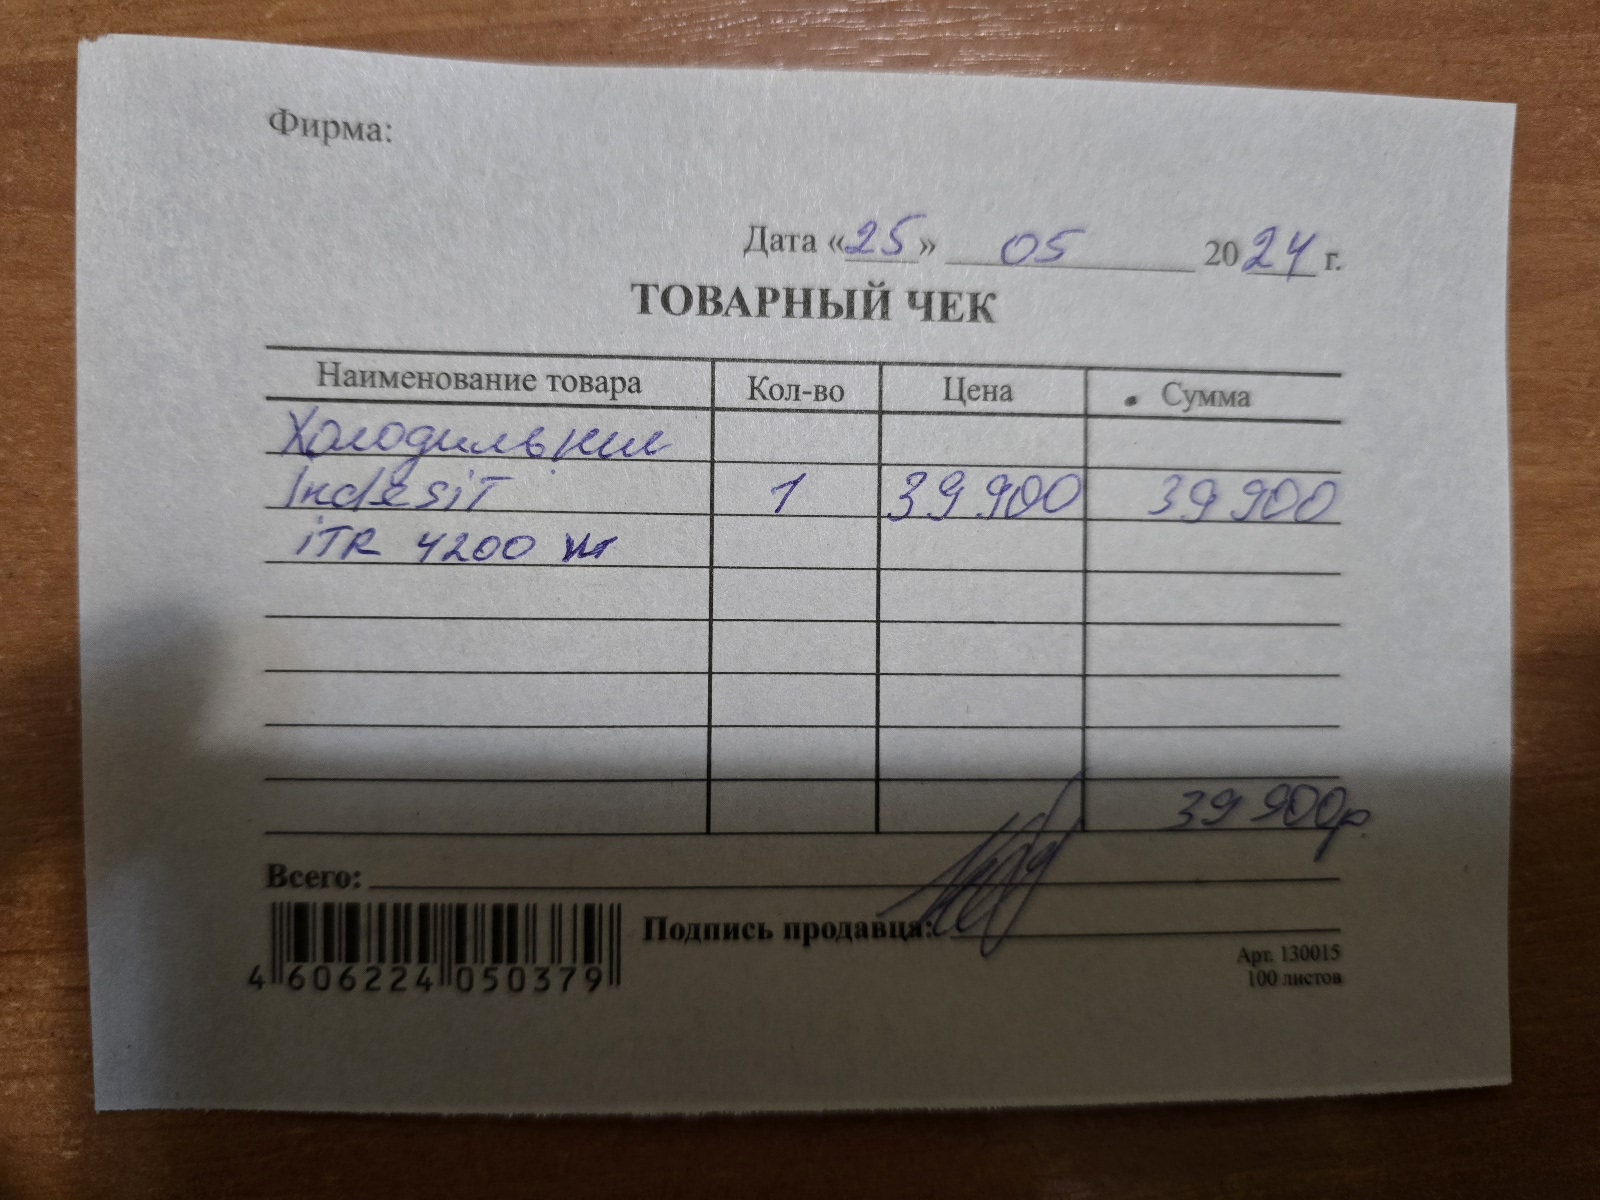 Фирма:
Дата «25» 05 2024 г.
ТОВАРНЫЙ ЧЕК
Наименование товара Кол-во Цена Сумма
Холодильник
IndesiT 1 39 900 39 900
iTR 4200
39 900р.
Всего:
Подпись продавца:
4 606224 050379
Арт. 130015
100 листов